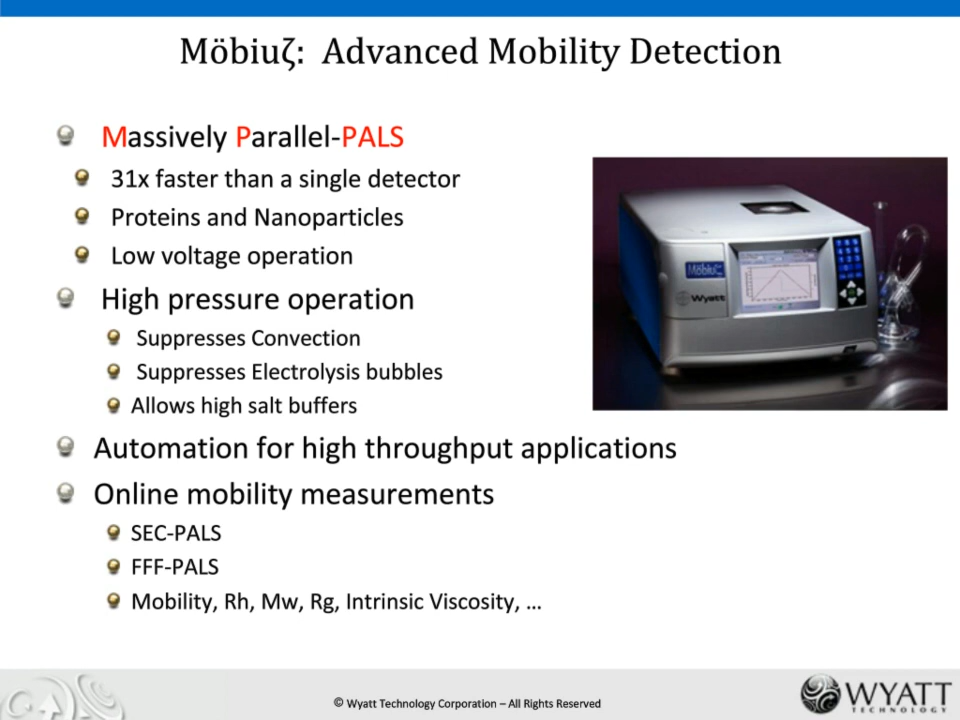 Möbiuζ: Advanced Mobility Detection
Massively Parallel-PALS
31x faster than a single detector
Proteins and Nanoparticles
Low voltage operation
High pressure operation
Suppresses Convection
Suppresses Electrolysis bubbles
Allows high salt buffers
Möbiuζ
Wyatt
Automation for high throughput applications
Online mobility measurements
SEC-PALS
FFF-PALS
Mobility, Rh, Mw, Rg, Intrinsic Viscosity, …
© Wyatt Technology Corporation – All Rights Reserved
WYATT
TECHNOLOGY